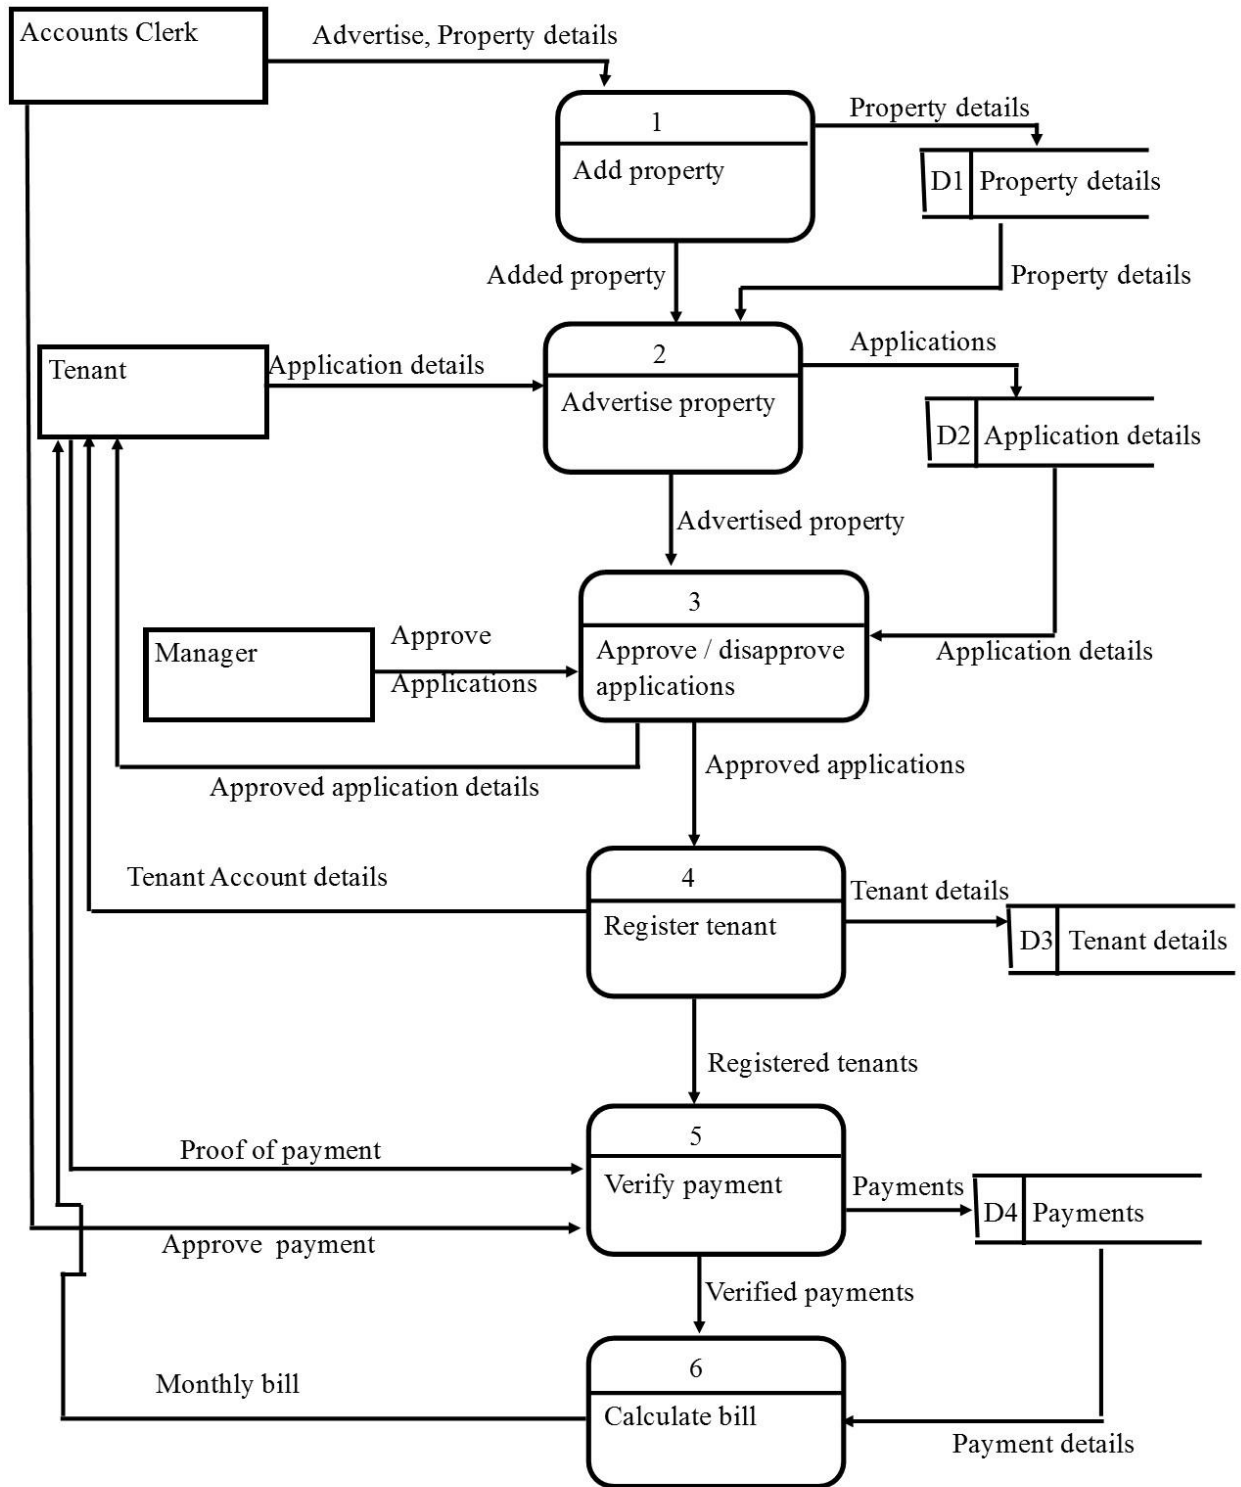 Accounts Clerk
Advertise, Property details
1
Add property
Property details
D1
Property details
Added property
Property details
Tenant
Application details
2
Advertise property
Applications
D2
Application details
Advertised property
3
Approve / disapprove
applications
Manager
Approve
Applications
Application details
Approved application details
Approved applications
4
Register tenant
Tenant Account details
Tenant details
D3
Tenant details
Registered tenants
5
Verify payment
Proof of payment
Approve payment
Payments
D4
Payments
Verified payments
6
Calculate bill
Monthly bill
Payment details